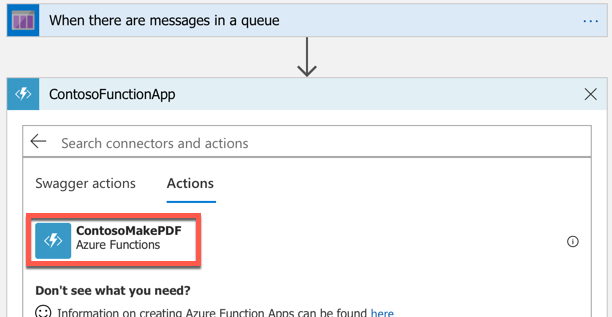 When there are messages in a queue
ContosoFunctionApp
Search connectors and actions
Swagger actions Actions
ContosoMakePDF
Azure Functions
Don't see what you need?
Information on creating Azure Function Apps can be found here